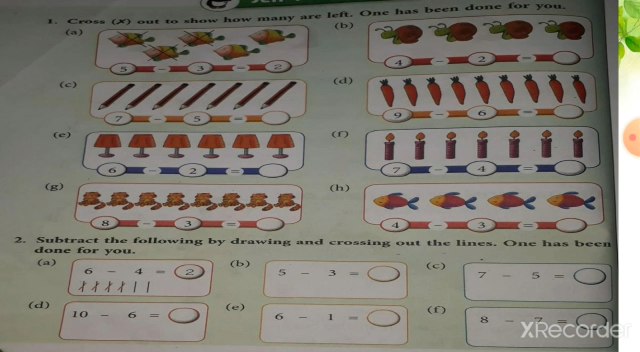 1. Cross (✗) out to show how many are left. One has been done for you.
(a) 5 − 3 = 2
(b) 4 − 2 =
(c) 7 − 5 =
(d) 9 − 6 =
(e) 6 − 2 =
(f) 7 − 4 =
(g) 8 − 3 =
(h) 4 − 3 =
2. Subtract the following by drawing and crossing out the lines. One has been
done for you.
(a) 6 − 4 = 2
(b) 5 − 3 =
(c) 7 − 5 =
(d) 10 − 6 =
(e) 6 − 1 =
(f) 8 −
XRecorder